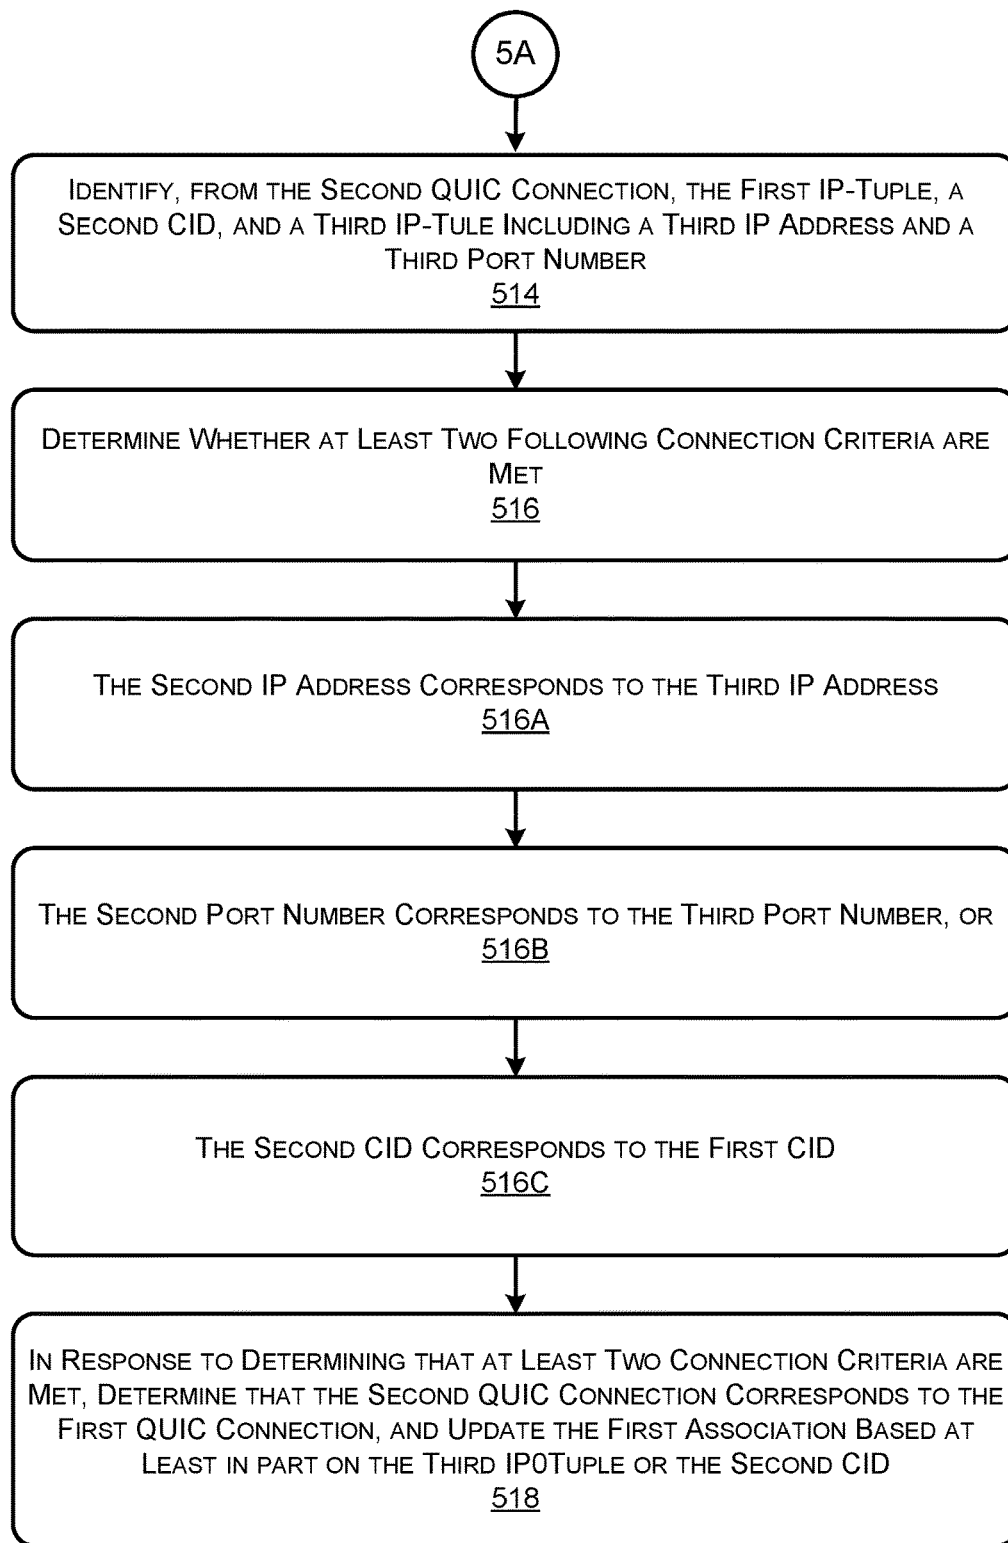 5A
IDENTIFY, FROM THE SECOND QUIC CONNECTION, THE FIRST IP-TUPLE, A
SECOND CID, AND A THIRD IP-TULE INCLUDING A THIRD IP ADDRESS AND A
THIRD PORT NUMBER
514
DETERMINE WHETHER AT LEAST TWO FOLLOWING CONNECTION CRITERIA ARE
MET
516
THE SECOND IP ADDRESS CORRESPONDS TO THE THIRD IP ADDRESS
516A
THE SECOND PORT NUMBER CORRESPONDS TO THE THIRD PORT NUMBER, OR
516B
THE SECOND CID CORRESPONDS TO THE FIRST CID
516C
IN RESPONSE TO DETERMINING THAT AT LEAST TWO CONNECTION CRITERIA ARE
MET, DETERMINE THAT THE SECOND QUIC CONNECTION CORRESPONDS TO THE
FIRST QUIC CONNECTION, AND UPDATE THE FIRST ASSOCIATION BASED AT
LEAST IN PART ON THE THIRD IP0TUPLE OR THE SECOND CID
518